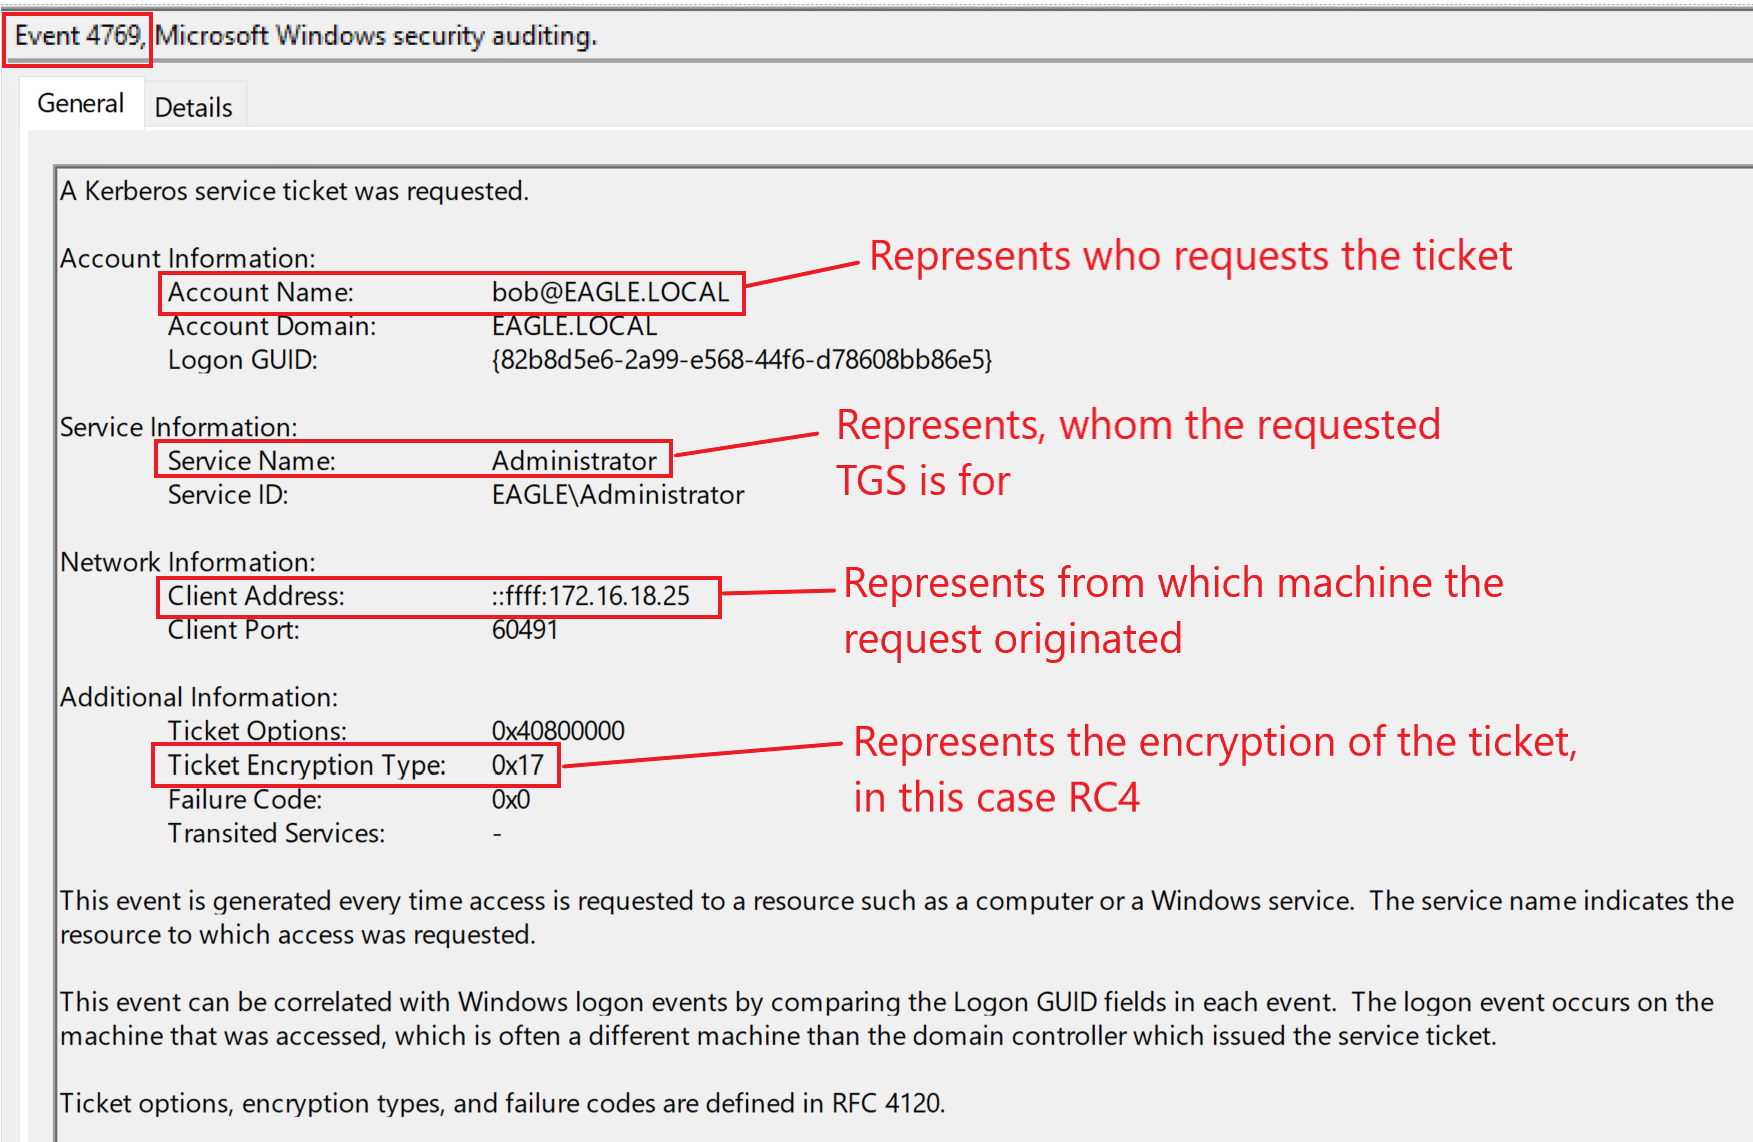 Event 4769, Microsoft Windows security auditing.
General Details
A Kerberos service ticket was requested.
Account Information:
Represents who requests the ticket
Account Name: bob@EAGLE.LOCAL
Account Domain: EAGLE.LOCAL
Logon GUID: {82b8d5e6-2a99-e568-44f6-d78608bb86e5}
Service Information:
Represents, whom the requested
TGS is for
Service Name: Administrator
Service ID: EAGLE\Administrator
Network Information:
Represents from which machine the
request originated
Client Address: ::ffff:172.16.18.25
Client Port: 60491
Additional Information:
Ticket Options: 0x40800000
Represents the encryption of the ticket,
in this case RC4
Ticket Encryption Type: 0x17
Failure Code: 0x0
Transited Services: -
This event is generated every time access is requested to a resource such as a computer or a Windows service.  The service name indicates the
resource to which access was requested.
This event can be correlated with Windows logon events by comparing the Logon GUID fields in each event.  The logon event occurs on the
machine that was accessed, which is often a different machine than the domain controller which issued the service ticket.
Ticket options, encryption types, and failure codes are defined in RFC 4120.